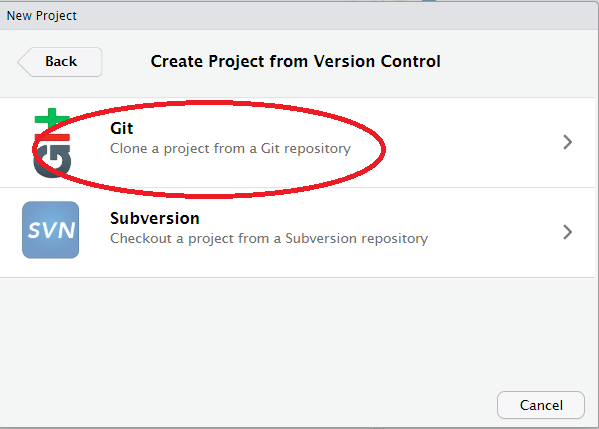 New Project
Back
Create Project from Version Control
git
Git
Clone a project from a Git repository
SVN
Subversion
Checkout a project from a Subversion repository
Cancel